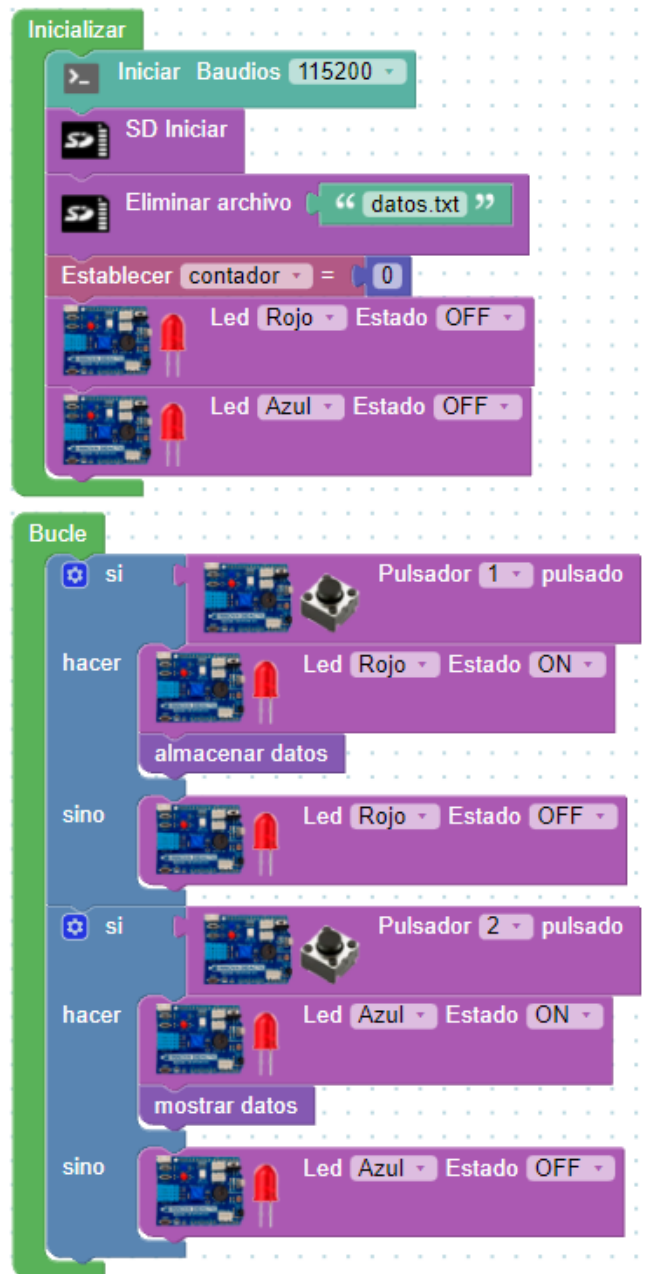 Inicializar
Iniciar Baudios 115200
SD Iniciar
Eliminar archivo “ datos.txt ”
Establecer contador = 0
Led Rojo Estado OFF
Led Azul Estado OFF
Bucle
si Pulsador 1 pulsado
hacer Led Rojo Estado ON
almacenar datos
sino Led Rojo Estado OFF
si Pulsador 2 pulsado
hacer Led Azul Estado ON
mostrar datos
sino Led Azul Estado OFF